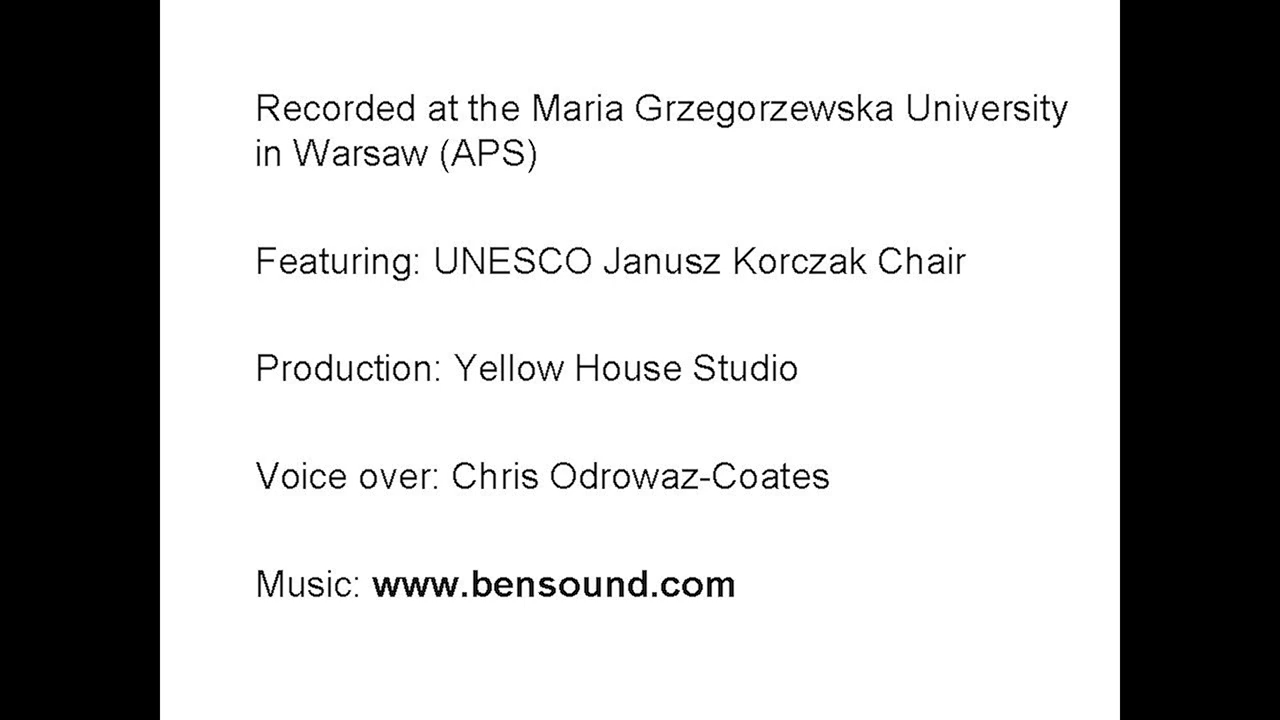 Recorded at the Maria Grzegorzewska University
in Warsaw (APS)
Featuring: UNESCO Janusz Korczak Chair
Production: Yellow House Studio
Voice over: Chris Odrowaz-Coates
Music: www.bensound.com